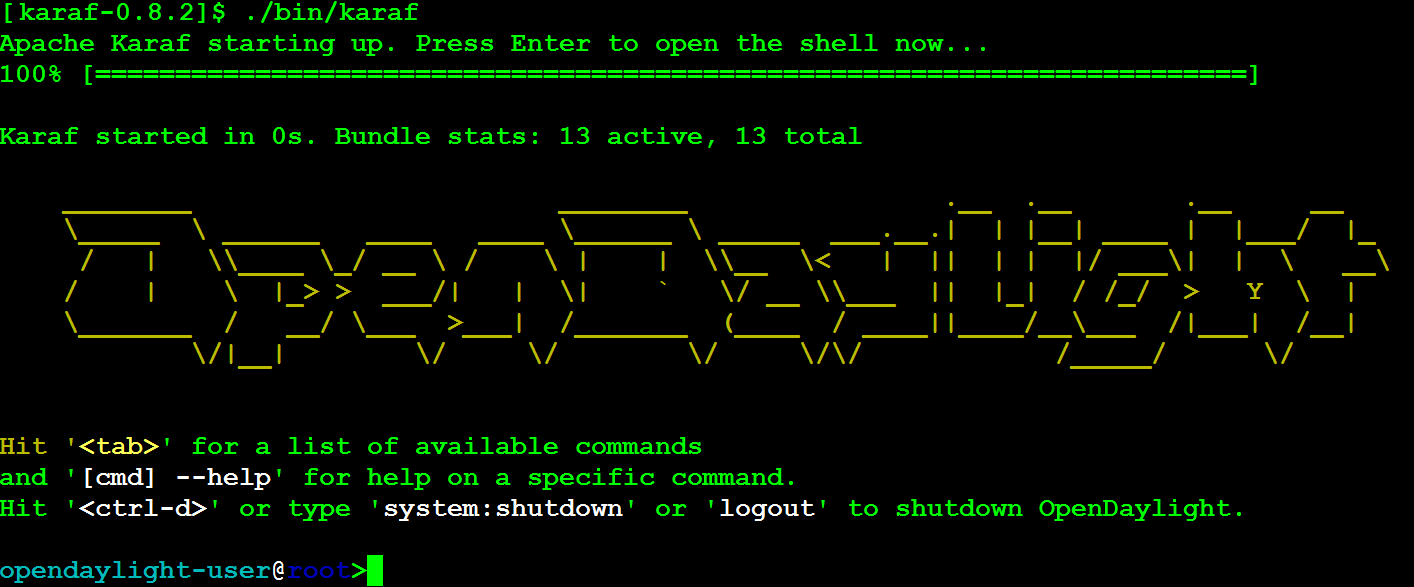 [karaf-0.8.2]$ ./bin/karaf
Apache Karaf starting up. Press Enter to open the shell now...
100% [========================================================================]

Karaf started in 0s. Bundle stats: 13 active, 13 total

OpenDaylight

Hit '<tab>' for a list of available commands
and '[cmd] --help' for help on a specific command.
Hit '<ctrl-d>' or type 'system:shutdown' or 'logout' to shutdown OpenDaylight.

opendaylight-user@root>